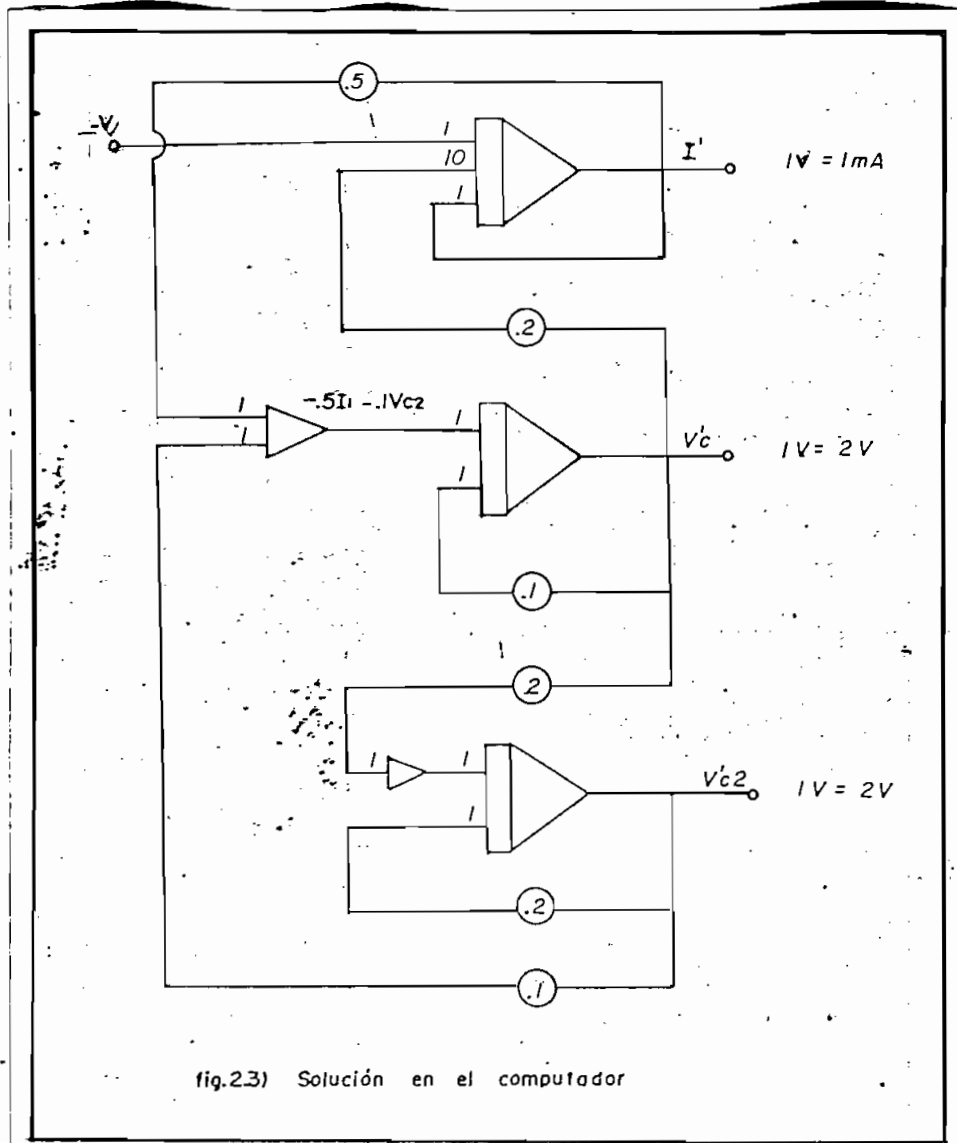 .5
-V
1
10
1
I'
1V = 1mA
.2
1
1
-.5I1 - .1Vc2
1
1
V'c
1V = 2V
.1
.2
1
1
1
V'c2
1V = 2V
.2
.1
fig.2.3) Solución en el computador